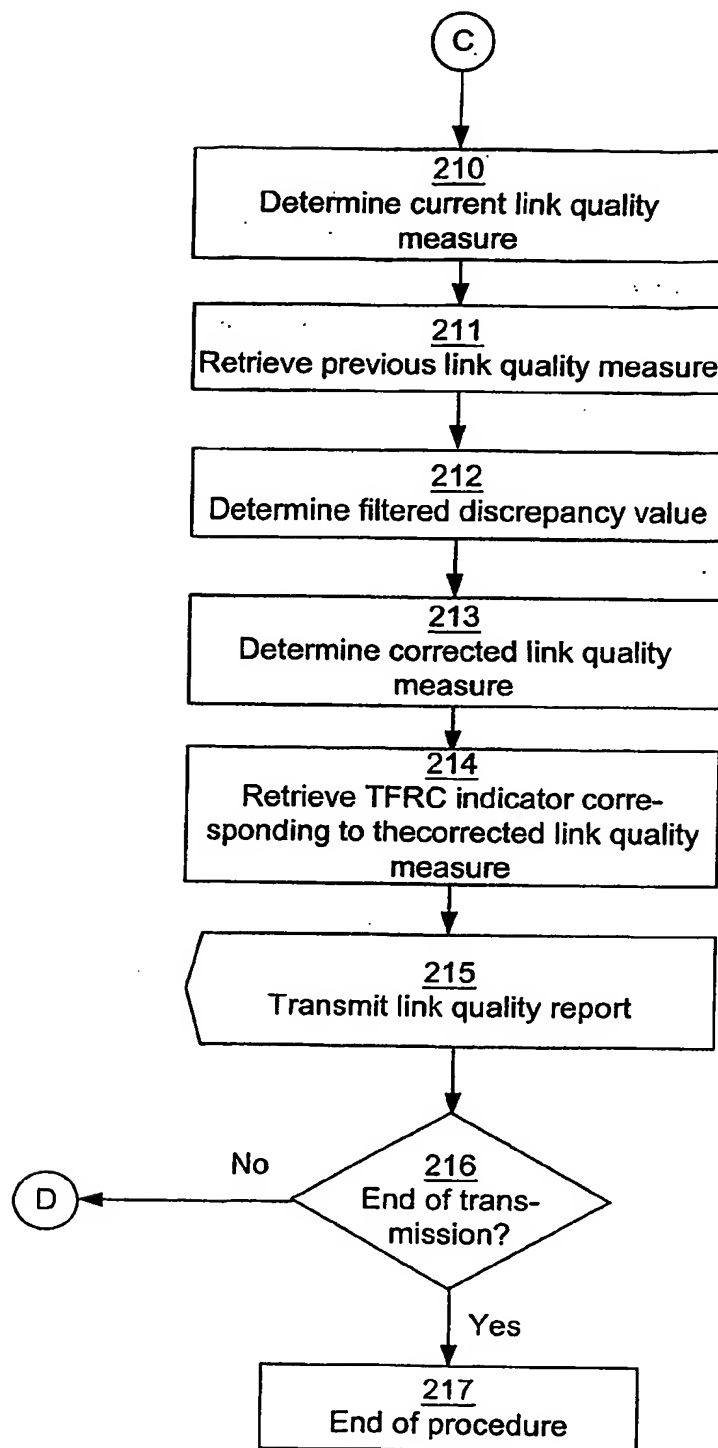 C
210
Determine current link quality
measure
211
Retrieve previous link quality measure
212
Determine filtered discrepancy value
213
Determine corrected link quality
measure
214
Retrieve TFRC indicator corre-
sponding to thecorrected link quality
measure
215
Transmit link quality report
No
D
216
End of trans-
mission?
Yes
217
End of procedure